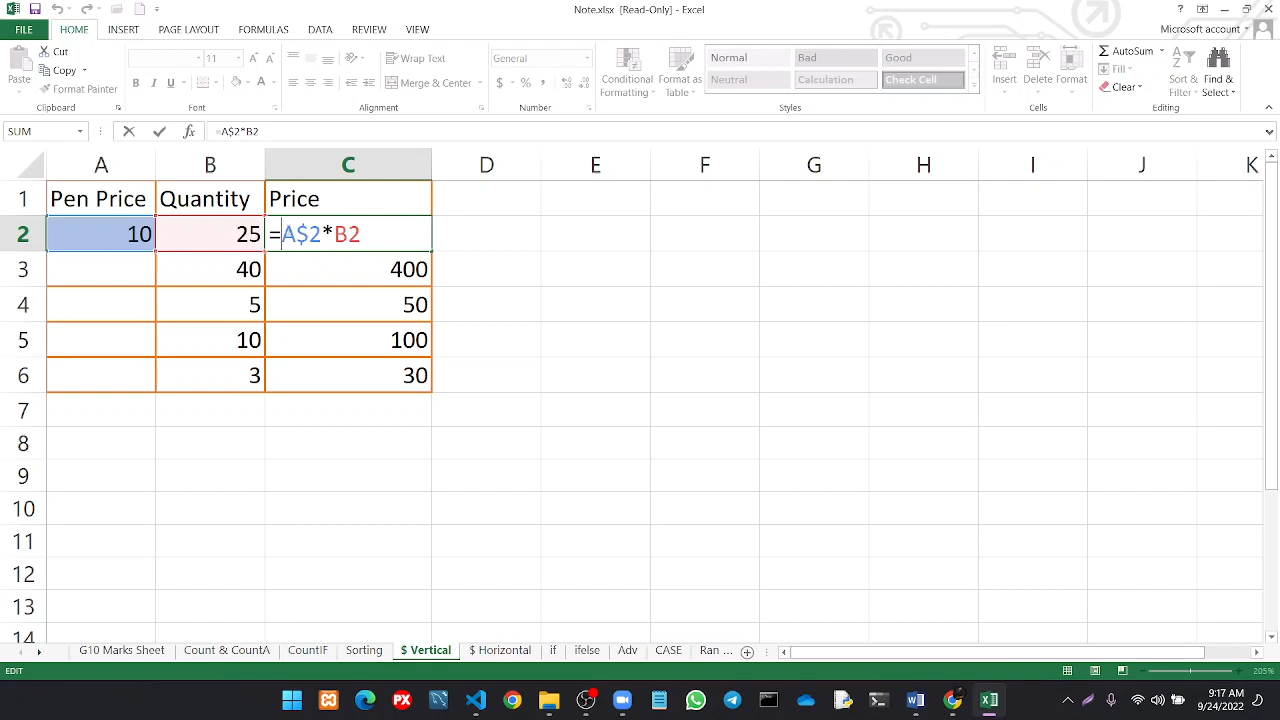 Note.xlsx [Read-Only] - Excel
FILE HOME INSERT PAGE LAYOUT FORMULAS DATA REVIEW VIEW Microsoft account
Paste Cut Copy Format Painter
11
Wrap Text Merge & Center
General
$ %
Conditional Formatting Format as Table
Normal Bad Good
Neutral Calculation Check Cell
Insert Delete Format
AutoSum Fill Clear
Sort & Filter Find & Select
Clipboard Font Alignment Number Styles Cells Editing
SUM fx =A$2*B2
A B C D E F G H I J K
1 Pen Price Quantity Price
2 10 25 =A$2*B2
3 40 400
4 5 50
5 10 100
6 3 30
7
8
9
10
11
12
13
14
G10 Marks Sheet Count & CountA CountIF Sorting $ Vertical $ Horizontal if ifelse Adv CASE Ran ...
EDIT 205%
9:17 AM
9/24/2022